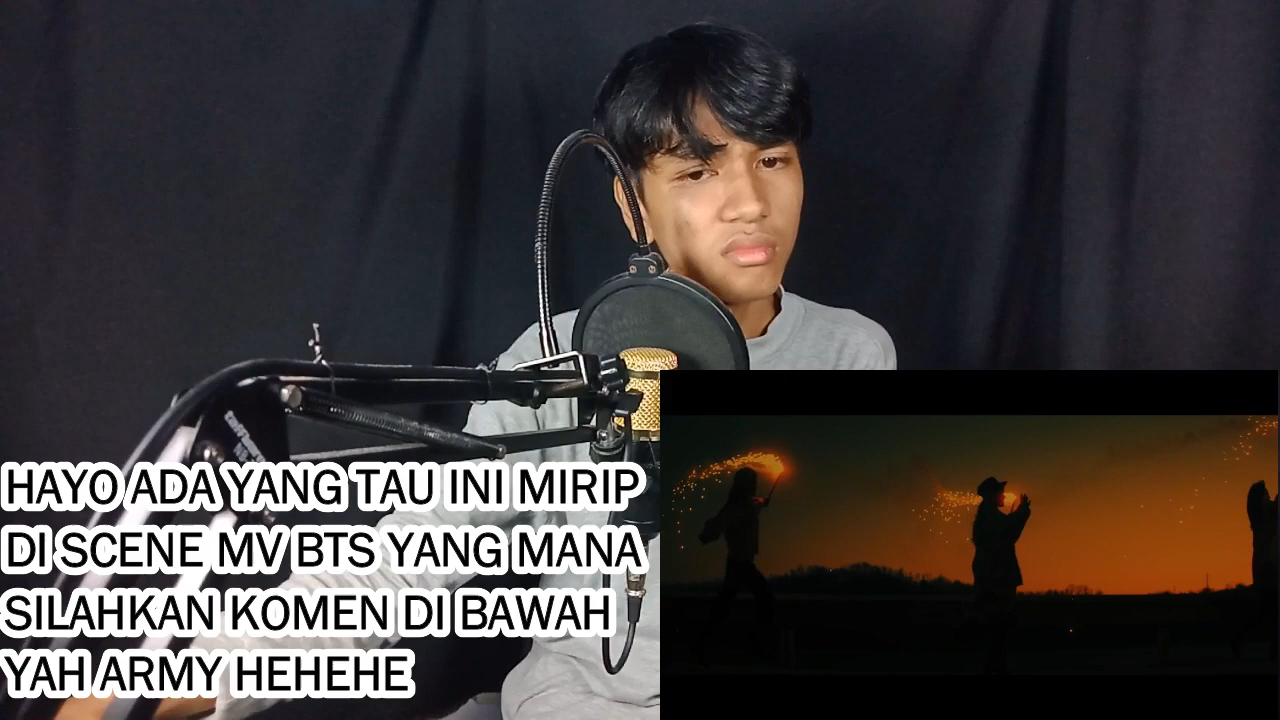 HAYO ADA YANG TAU INI MIRIP
DI SCENE MV BTS YANG MANA
SILAHKAN KOMEN DI BAWAH
YAH ARMY HEHEHE